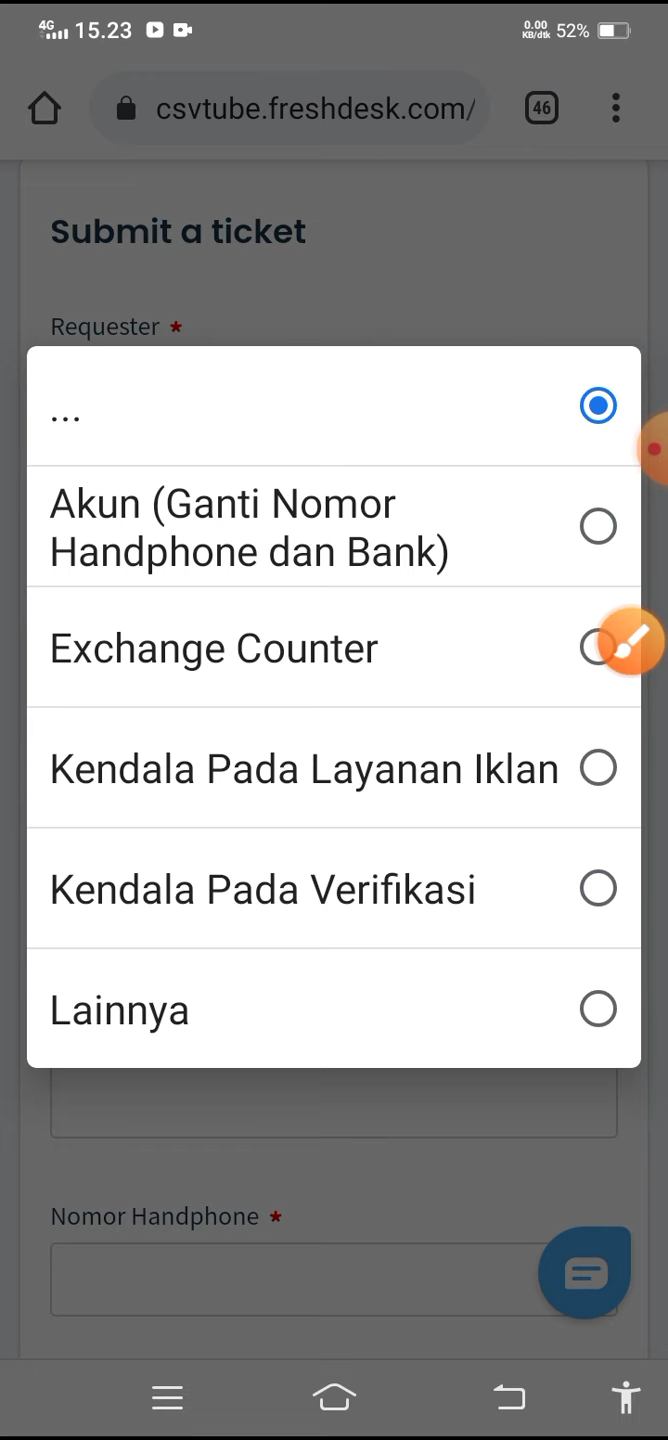 4G 15.23 0.00 KB/dtk 52%
csvtube.freshdesk.com/ 46
Submit a ticket
Requester *
...
Akun (Ganti Nomor
Handphone dan Bank)
Exchange Counter
Kendala Pada Layanan Iklan
Kendala Pada Verifikasi
Lainnya
Nomor Handphone *